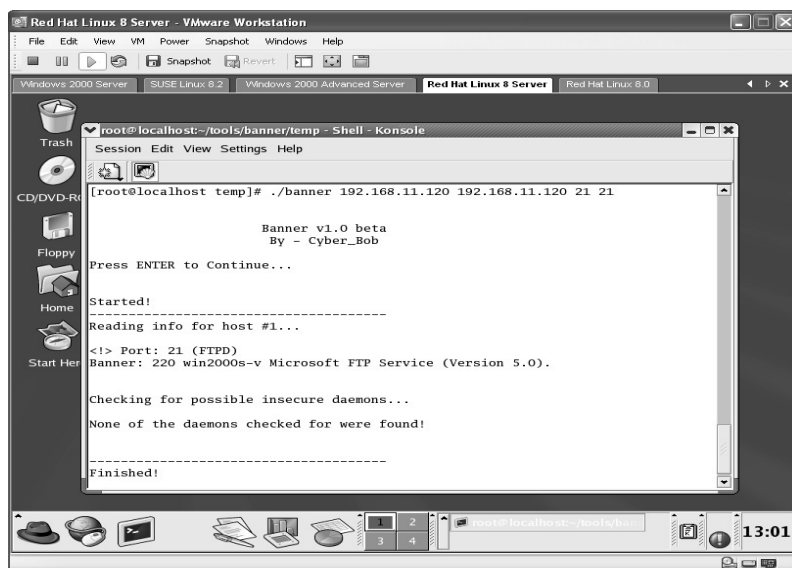 Red Hat Linux 8 Server - VMware Workstation
File Edit View VM Power Snapshot Windows Help
Snapshot Revert
Windows 2000 Server SUSE Linux 8.2 Windows 2000 Advanced Server Red Hat Linux 8 Server Red Hat Linux 8.0
Trash
CD/DVD-RO
Floppy
Home
Start Her
root@localhost:~/tools/banner/temp - Shell - Konsole
Session Edit View Settings Help
[root@localhost temp]# ./banner 192.168.11.120 192.168.11.120 21 21
Banner v1.0 beta
By - Cyber_Bob
Press ENTER to Continue...
Started!
--------------------------------------
Reading info for host #1...
<!> Port: 21 (FTPD)
Banner: 220 win2000s-v Microsoft FTP Service (Version 5.0).
Checking for possible insecure daemons...
None of the daemons checked for were found!
--------------------------------------
Finished!
1 2
3 4
root@localhost:~/tools/ban
13:01